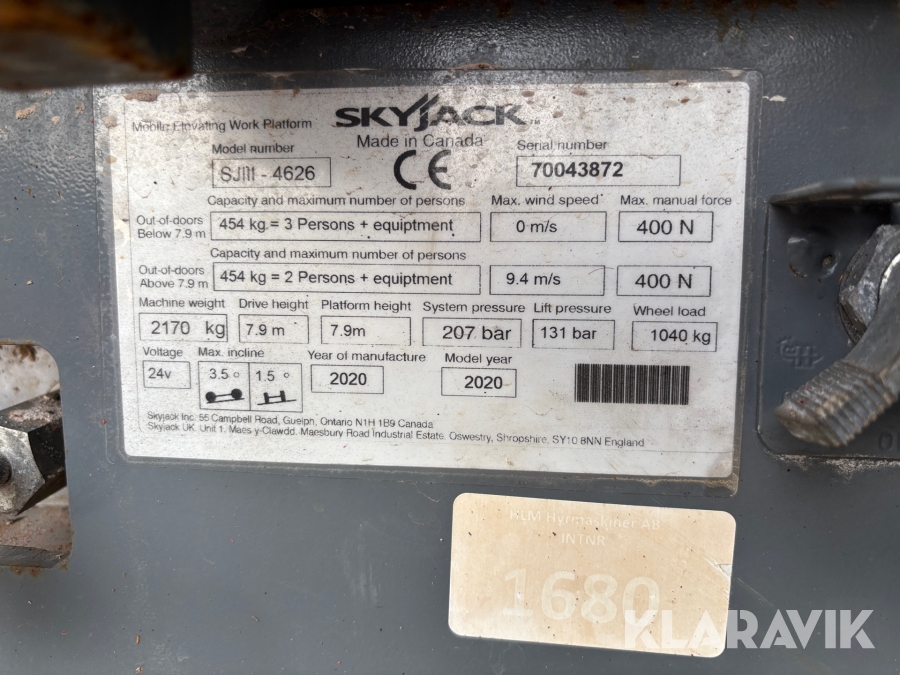 SKYJACK
Mobile Elevating Work Platform
Made in Canada
Model number
Serial number
SJIII - 4626
CE
70043872
Capacity and maximum number of persons
Max. wind speed
Max. manual force
Out-of-doors
Below 7.9 m
454 kg = 3 Persons + equiptment
0 m/s
400 N
Capacity and maximum number of persons
Out-of-doors
Above 7.9 m
454 kg = 2 Persons + equiptment
9.4 m/s
400 N
Machine weight
Drive height
Platform height
System pressure
Lift pressure
Wheel load
2170 kg
7.9 m
7.9m
207 bar
131 bar
1040 kg
Voltage
Max. incline
Year of manufacture
Model year
24v
3.5 °
1.5 °
2020
2020
Skyjack Inc. 55 Campbell Road, Guelph, Ontario N1H 1B9 Canada
Skyjack UK. Unit 1, Maes-y-Clawdd. Maesbury Road Industrial Estate. Oswestry, Shropshire, SY10 8NN England
RLM Hyrmaskiner AB
INTNR
1680
KLARAVIK